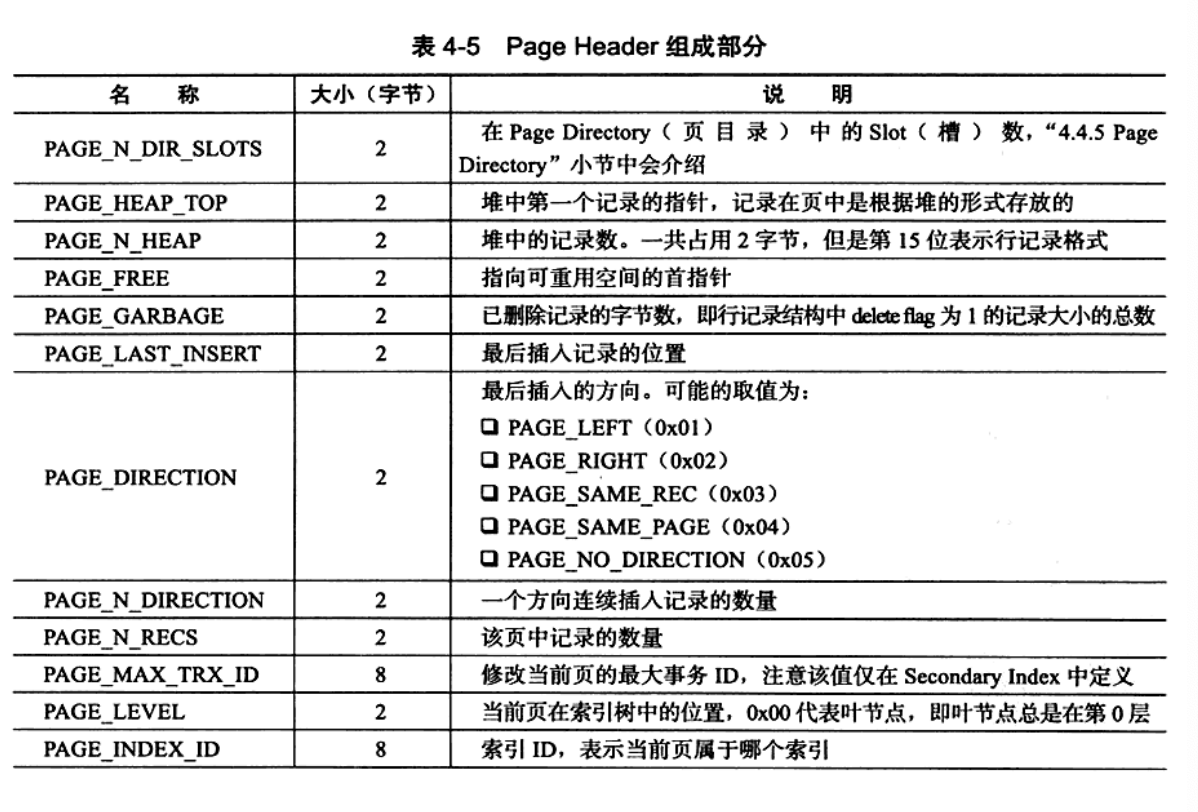 表 4-5 Page Header 组成部分
名 称 大小（字节） 说 明
PAGE_N_DIR_SLOTS 2 在 Page Directory（ 页 目 录 ） 中 的 Slot（ 槽 ） 数，“4.4.5 Page
Directory”小节中会介绍
PAGE_HEAP_TOP 2 堆中第一个记录的指针，记录在页中是根据堆的形式存放的
PAGE_N_HEAP 2 堆中的记录数。一共占用 2 字节，但是第 15 位表示行记录格式
PAGE_FREE 2 指向可重用空间的首指针
PAGE_GARBAGE 2 已删除记录的字节数，即行记录结构中 delete flag 为 1 的记录大小的总数
PAGE_LAST_INSERT 2 最后插入记录的位置
PAGE_DIRECTION 2 最后插入的方向。可能的取值为：
❑ PAGE_LEFT（0x01）
❑ PAGE_RIGHT（0x02）
❑ PAGE_SAME_REC（0x03）
❑ PAGE_SAME_PAGE（0x04）
❑ PAGE_NO_DIRECTION（0x05）
PAGE_N_DIRECTION 2 一个方向连续插入记录的数量
PAGE_N_RECS 2 该页中记录的数量
PAGE_MAX_TRX_ID 8 修改当前页的最大事务 ID，注意该值仅在 Secondary Index 中定义
PAGE_LEVEL 2 当前页在索引树中的位置，0x00 代表叶节点，即叶节点总是在第 0 层
PAGE_INDEX_ID 8 索引 ID，表示当前页属于哪个索引